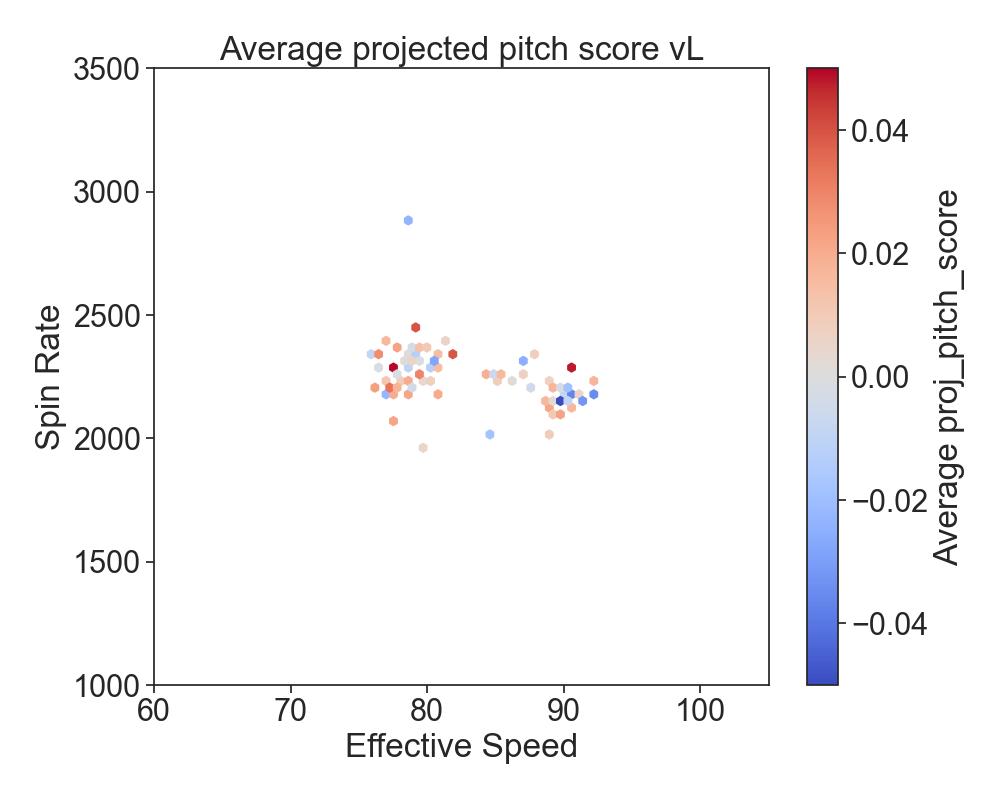 Average projected pitch score vL
3500
3000
2500
2000
1500
1000
Spin Rate
60 70 80 90 100
Effective Speed
0.04
0.02
0.00
−0.02
−0.04
Average proj_pitch_score